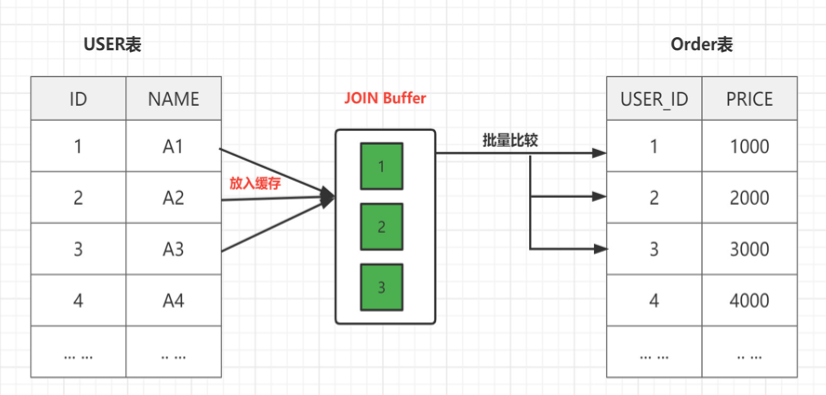 USER表
Order表
ID NAME
JOIN Buffer
USER_ID PRICE
1 A1
放入缓存
1
批量比较
1 1000
2 A2
2
2 2000
3 A3
3
3 3000
4 A4
4 4000
... ... .. ...
... ... .. ...